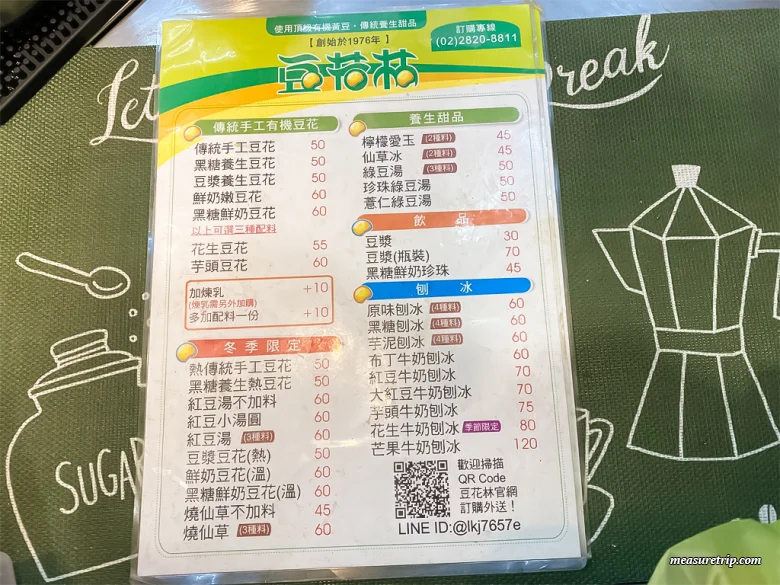 使用頂級有機黃豆・傳統養生甜品
【創始於1976年】
訂購專線
(02)2820-8811
豆花林
傳統手工有機豆花
傳統手工豆花 50
黑糖養生豆花 50
豆漿養生豆花 50
鮮奶嫩豆花 60
黑糖鮮奶豆花 60
以上可選三種配料
花生豆花 55
芋頭豆花 60
加煉乳 +10
(煉乳需另外加購)
多加配料一份 +10
冬季限定
熱傳統手工豆花 50
黑糖養生熱豆花 50
紅豆湯不加料 60
紅豆小湯圓 60
紅豆湯 (3種料) 60
豆漿豆花(熱) 50
鮮奶豆花(溫) 60
黑糖鮮奶豆花(溫) 60
燒仙草不加料 45
燒仙草 (3種料) 60
養生甜品
檸檬愛玉 (2種料) 45
仙草冰 (2種料) 45
綠豆湯 (3種料) 50
珍珠綠豆湯 50
薏仁綠豆湯 50
飲品
豆漿 30
豆漿(瓶裝) 70
黑糖鮮奶珍珠 45
刨冰
原味刨冰 (4種料) 60
黑糖刨冰 (4種料) 60
芋泥刨冰 (4種料) 60
布丁牛奶刨冰 60
紅豆牛奶刨冰 70
大紅豆牛奶刨冰 70
芋頭牛奶刨冰 75
花生牛奶刨冰 季節限定 80
芒果牛奶刨冰 120
歡迎掃描
QR Code
豆花林官網
訂購外送！
LINE ID:@lkj7657e
Let
Break
SUGAR
measuretrip.com